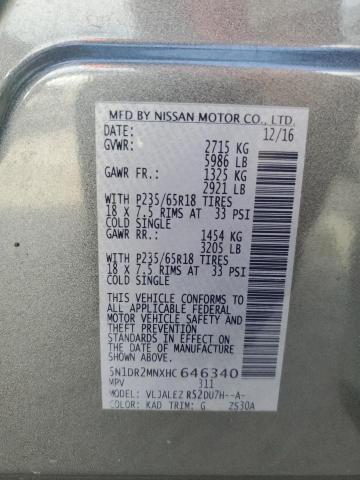 MFD BY NISSAN MOTOR CO., LTD.
DATE: 12/16
GVWR: 2715 KG
5986 LB
GAWR FR.: 1325 KG
2921 LB
WITH P235/65R18 TIRES
18 X 7.5 RIMS AT 33 PSI
COLD SINGLE
GAWR RR.: 1454 KG
3205 LB
WITH P235/65R18 TIRES
18 X 7.5 RIMS AT 33 PSI
COLD SINGLE
THIS VEHICLE CONFORMS TO
ALL APPLICABLE FEDERAL
MOTOR VEHICLE SAFETY
AND THEFT PREVENTION
STANDARDS IN EFFECT ON
THE DATE OF MANUFACTURE
SHOWN ABOVE.
5N1DR2MNXHC646340
MPV 311
MODEL: VLJALEZ R52DU7H--A-
COLOR: KAD TRIM: G ZS30A